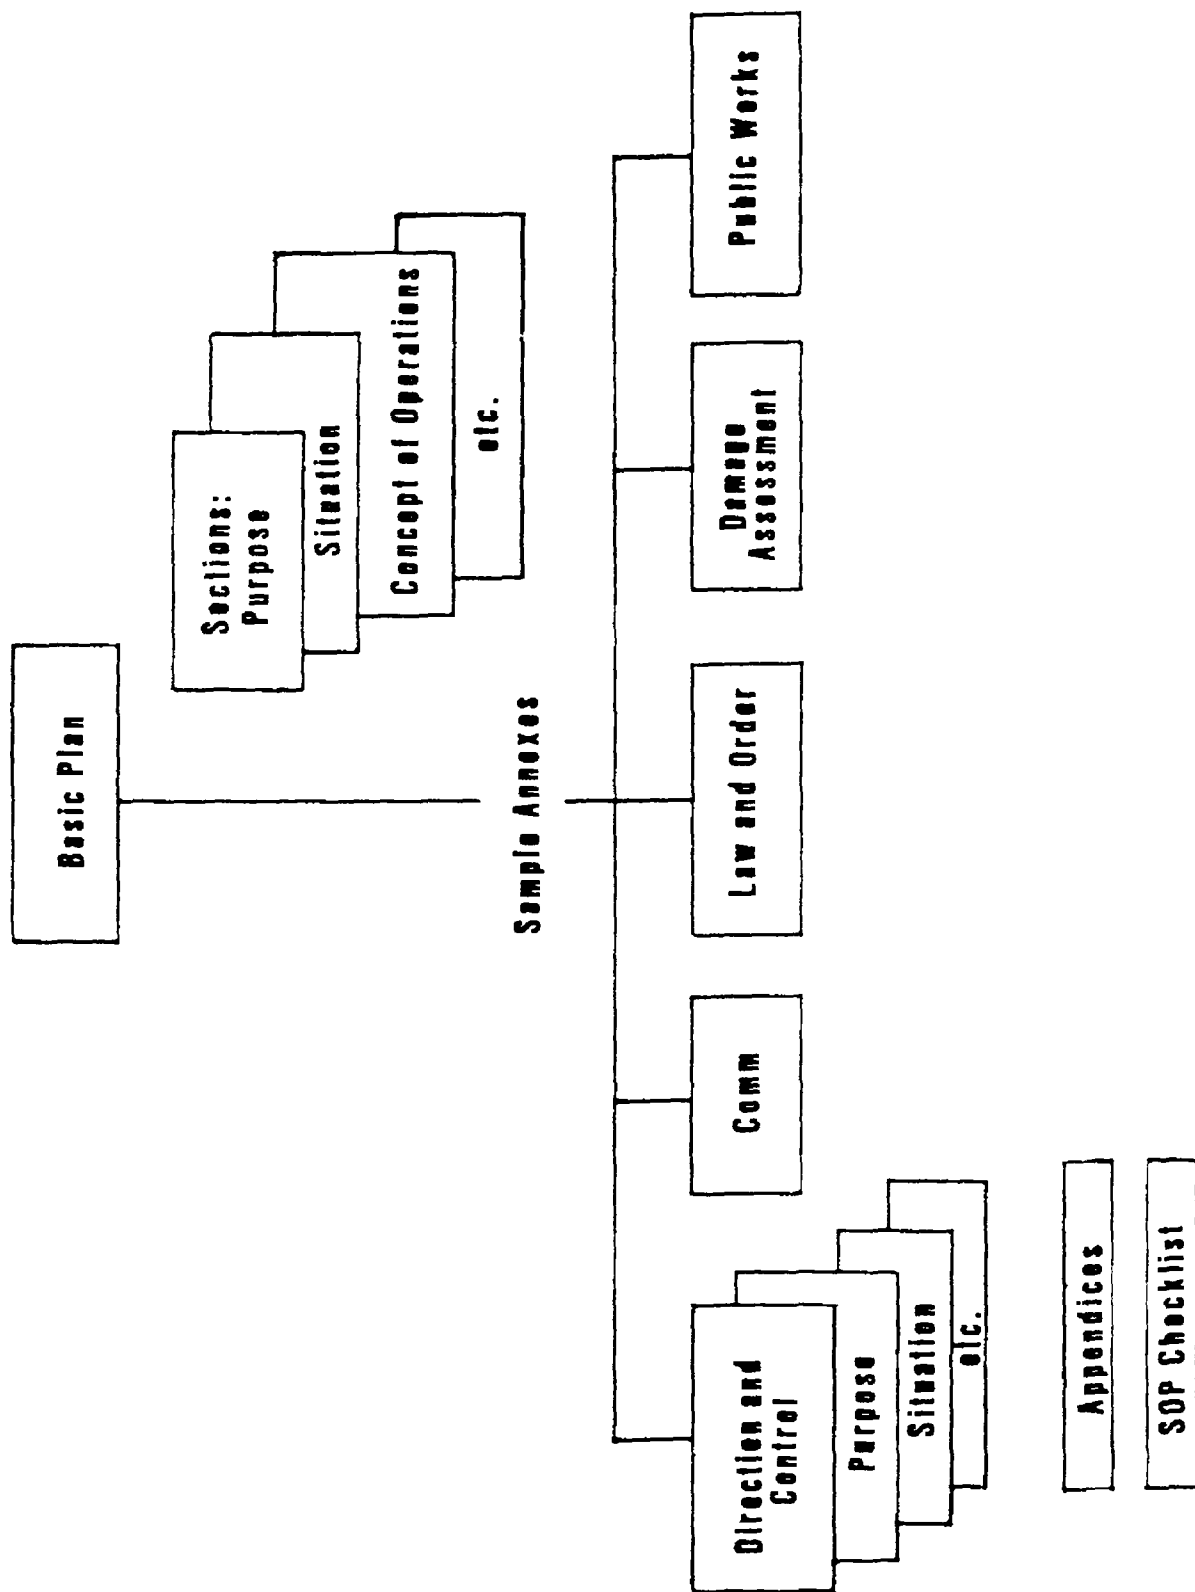 Basic Plan
Sections:
Purpose
Situation
Concept of Operations
etc.
Sample Annexes
Direction and
Control
Purpose
Situation
etc.
Comm
Law and Order
Damage
Assessment
Public Works
Appendices
SOP Checklist